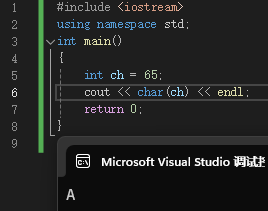 1 #include <iostream>
2 using namespace std;
3 int main()
4 {
5 int ch = 65;
6 cout << char(ch) << endl;
7 return 0;
8 }
9
Microsoft Visual Studio 调试
A